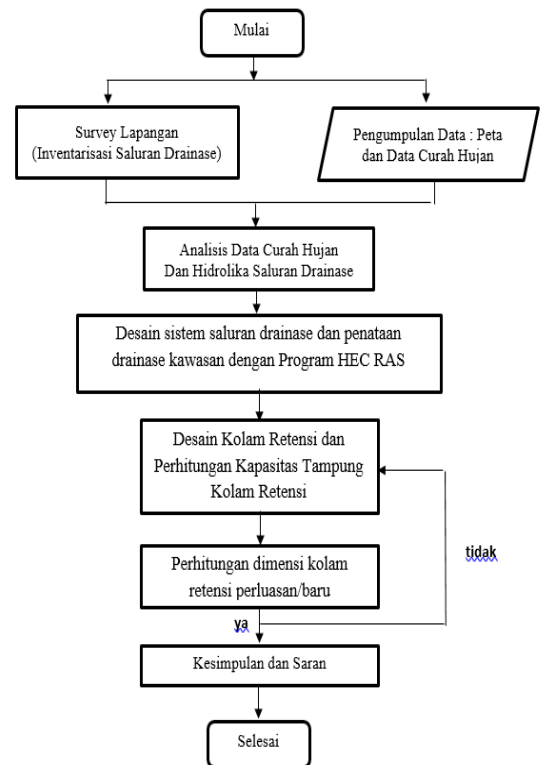 Mulai
Survey Lapangan
(Inventarisasi Saluran Drainase)
Pengumpulan Data : Peta
dan Data Curah Hujan
Analisis Data Curah Hujan
Dan Hidrolika Saluran Drainase
Desain sistem saluran drainase dan penataan
drainase kawasan dengan Program HEC RAS
Desain Kolam Retensi dan
Perhitungan Kapasitas Tampung
Kolam Retensi
tidak
Perhitungan dimensi kolam
retensi perluasan/baru
ya
Kesimpulan dan Saran
Selesai